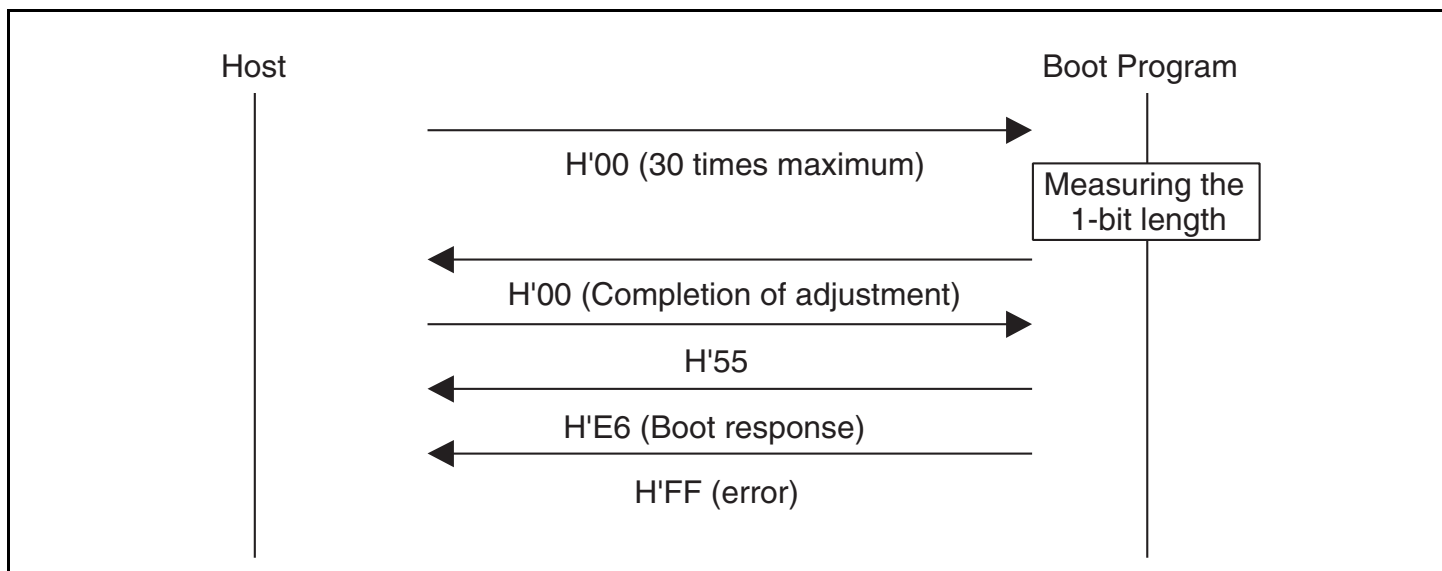 Host
Boot Program
H'00 (30 times maximum)
Measuring the
1-bit length
H'00 (Completion of adjustment)
H'55
H'E6 (Boot response)
H'FF (error)